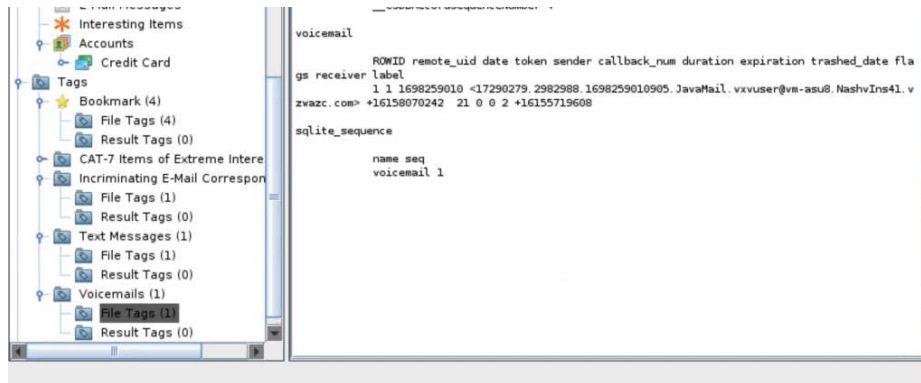 Interesting Items
Accounts
Credit Card
Tags
Bookmark (4)
File Tags (4)
Result Tags (0)
CAT-7 Items of Extreme Intere
Incriminating E-Mail Correspon
File Tags (1)
Result Tags (0)
Text Messages (1)
File Tags (1)
Result Tags (0)
Voicemails (1)
File Tags (1)
Result Tags (0)
voicemail
ROWID remote_uid date token sender callback_num duration expiration trashed_date fla
gs receiver label
1 1 1698259010 <17290279.2982988.1698259010905.JavaMail.vxvuser@vm-asu8.NashvIns41.v
zwazc.com> +16158070242 21 0 0 2 +16155719608
sqlite_sequence
name seq
voicemail 1